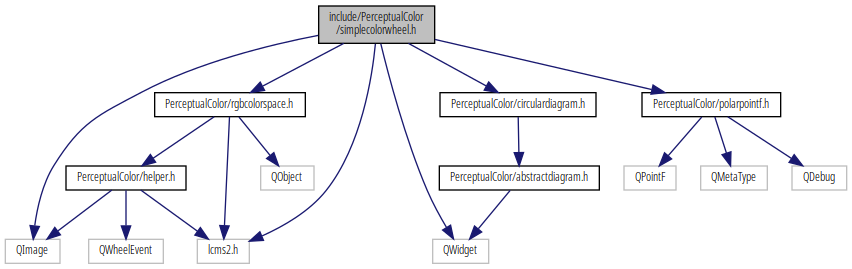 include/PerceptualColor
/simplecolorwheel.h
PerceptualColor/rgbcolorspace.h
PerceptualColor/circulardiagram.h
PerceptualColor/polarpointf.h
PerceptualColor/helper.h
QObject
PerceptualColor/abstractdiagram.h
QPointF
QMetaType
QDebug
QImage
QWheelEvent
lcms2.h
QWidget